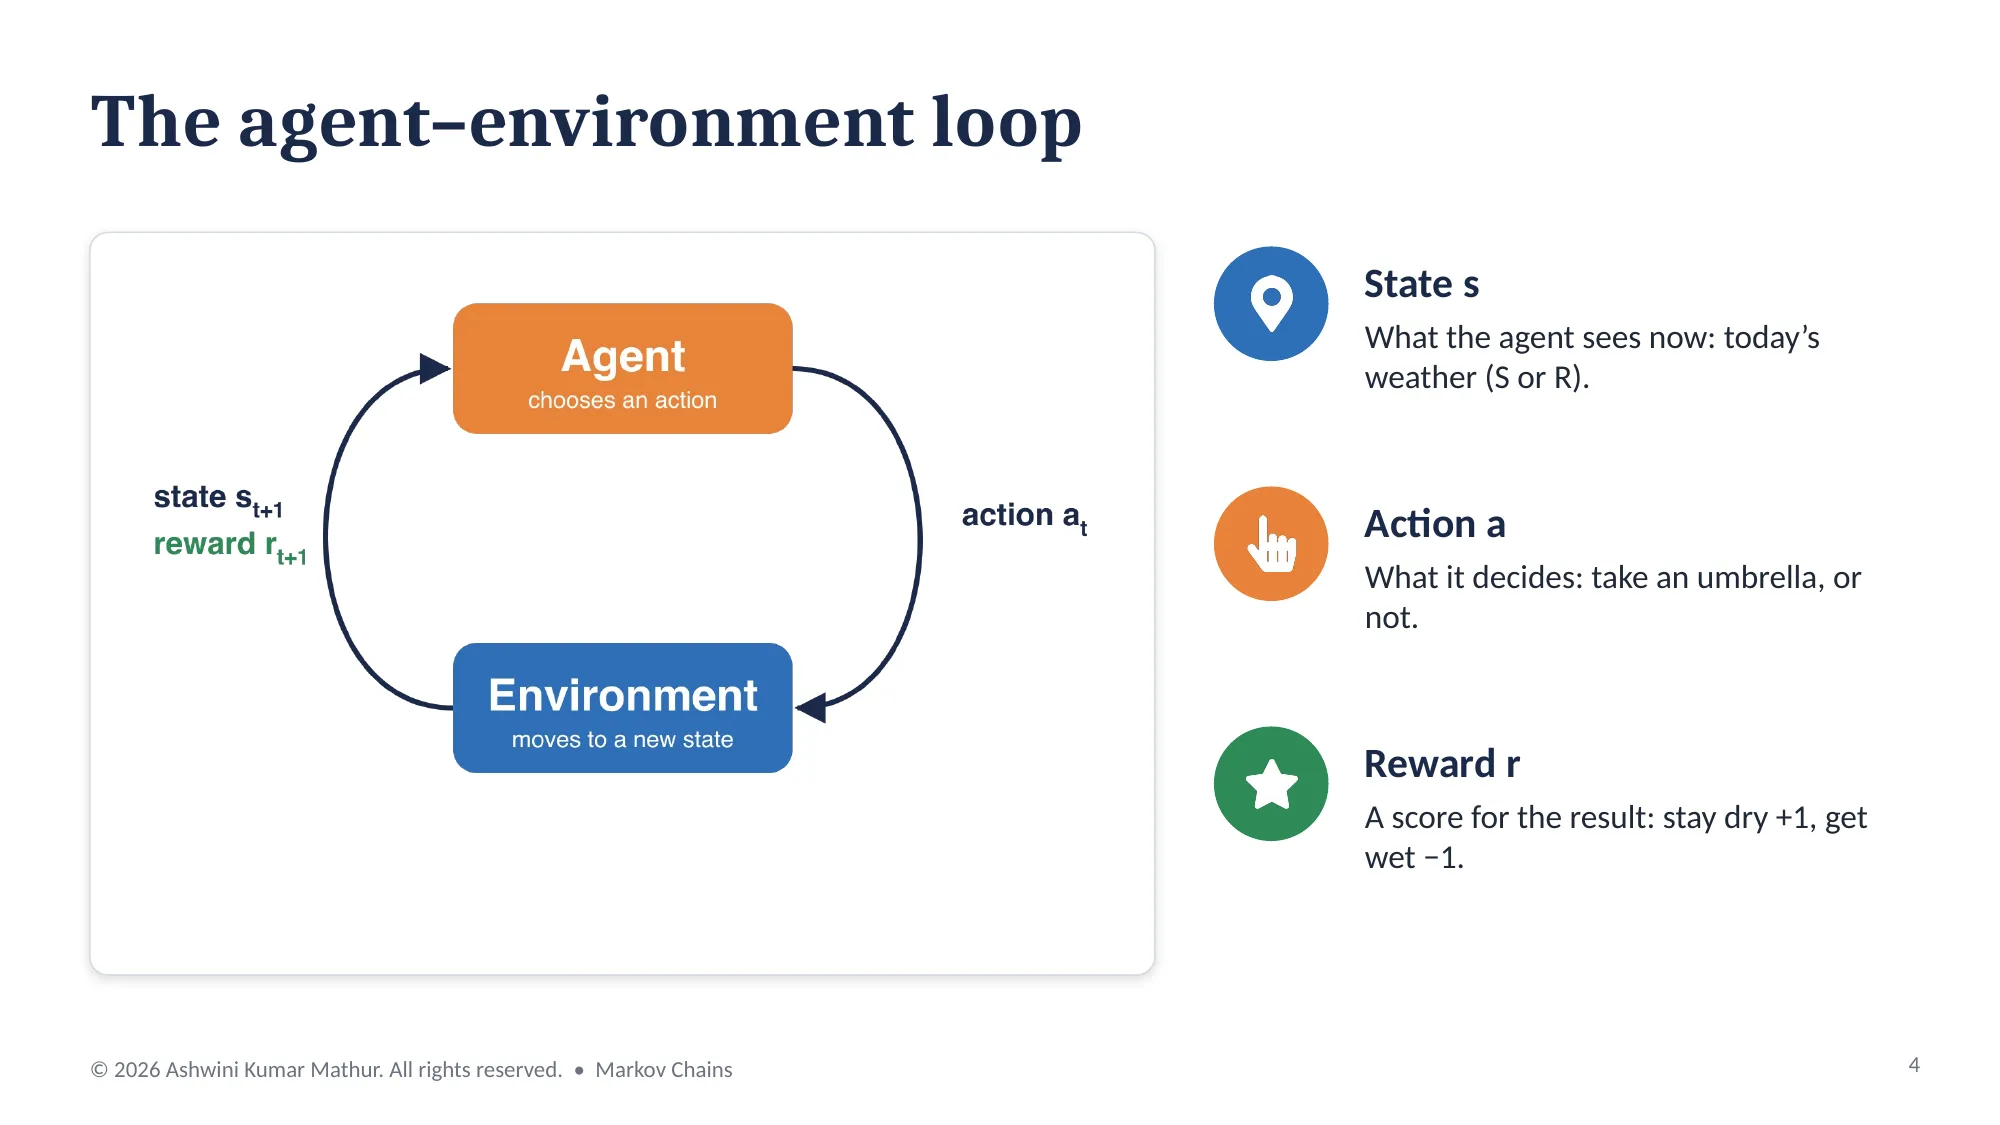 The agent–environment loop
Agent
chooses an action
state s_{t+1}
reward r_{t+1}
action a_t
Environment
moves to a new state
State s
What the agent sees now: today’s
weather (S or R).
Action a
What it decides: take an umbrella, or
not.
Reward r
A score for the result: stay dry +1, get
wet −1.
© 2026 Ashwini Kumar Mathur. All rights reserved. • Markov Chains
4